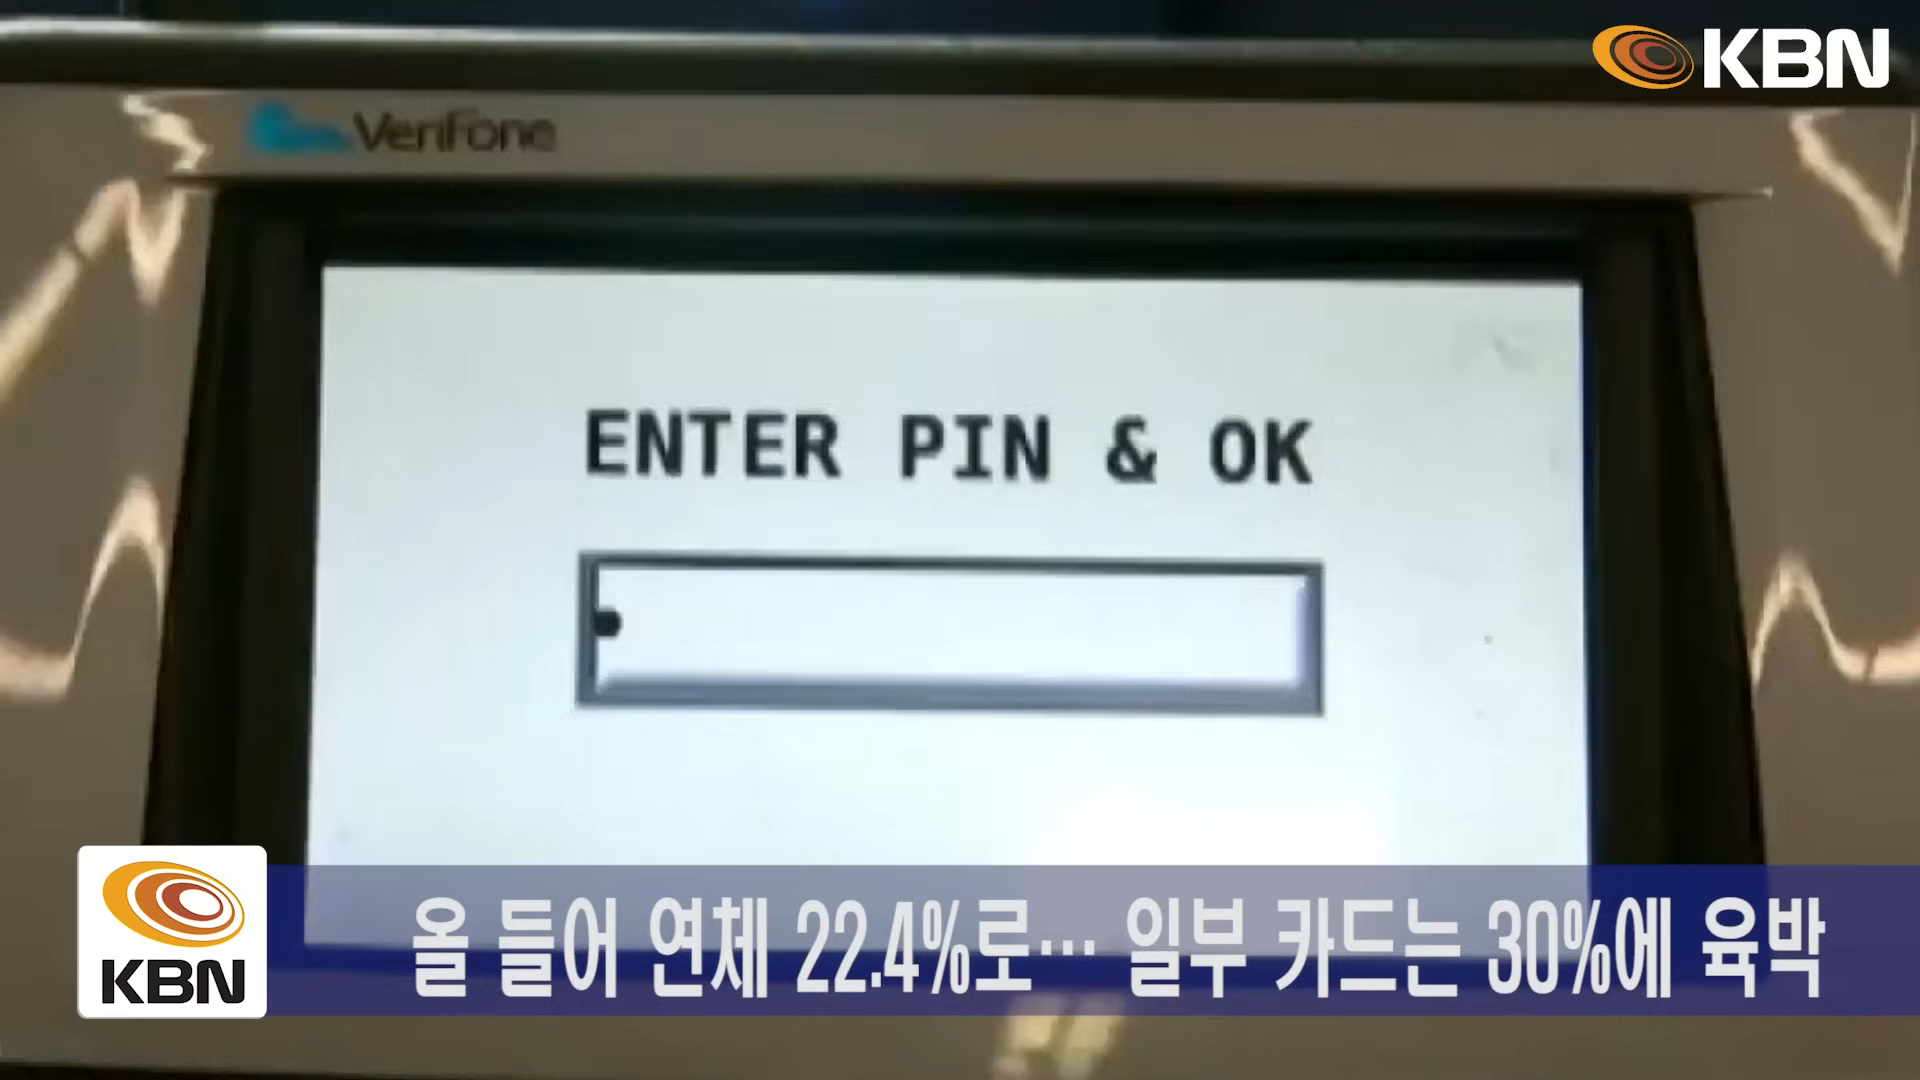 KBN
VeriFone
ENTER PIN & OK
KBN
올 들어 연체 22.4%로··· 일부 카드는 30%에 육박